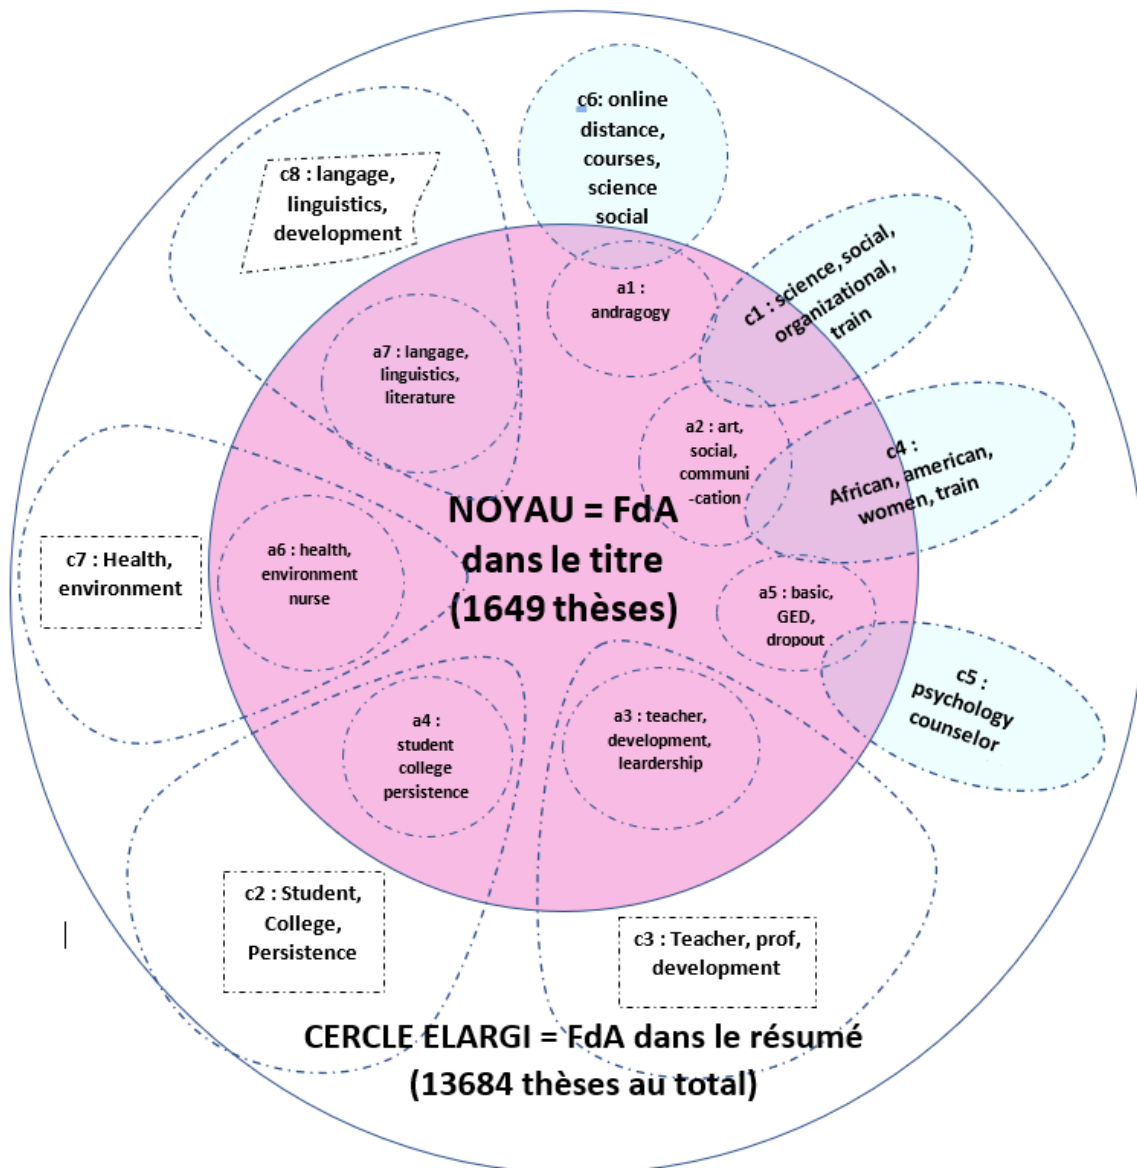 c6: online
distance,
courses,
science
social
c8 : langage,
linguistics,
development
c1 : science, social,
organizational,
train
a1 :
andragogy
a7 : langage,
linguistics,
literature
a2 : art,
social,
communi
-cation
c4 :
African, american,
women, train
NOYAU = FdA
dans le titre
(1649 thèses)
c7 : Health,
environment
a6 : health,
environment
nurse
a5 : basic,
GED,
dropout
c5 :
psychology
counselor
a4 :
student
college
persistence
a3 : teacher,
development,
leardership
c2 : Student,
College,
Persistence
c3 : Teacher, prof,
development
CERCLE ELARGI = FdA dans le résumé
(13684 thèses au total)